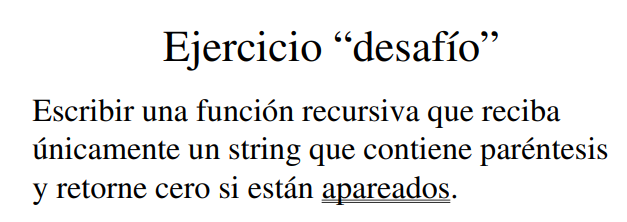 Ejercicio “desafío”
Escribir una función recursiva que reciba
únicamente un string que contiene paréntesis
y retorne cero si están apareados.